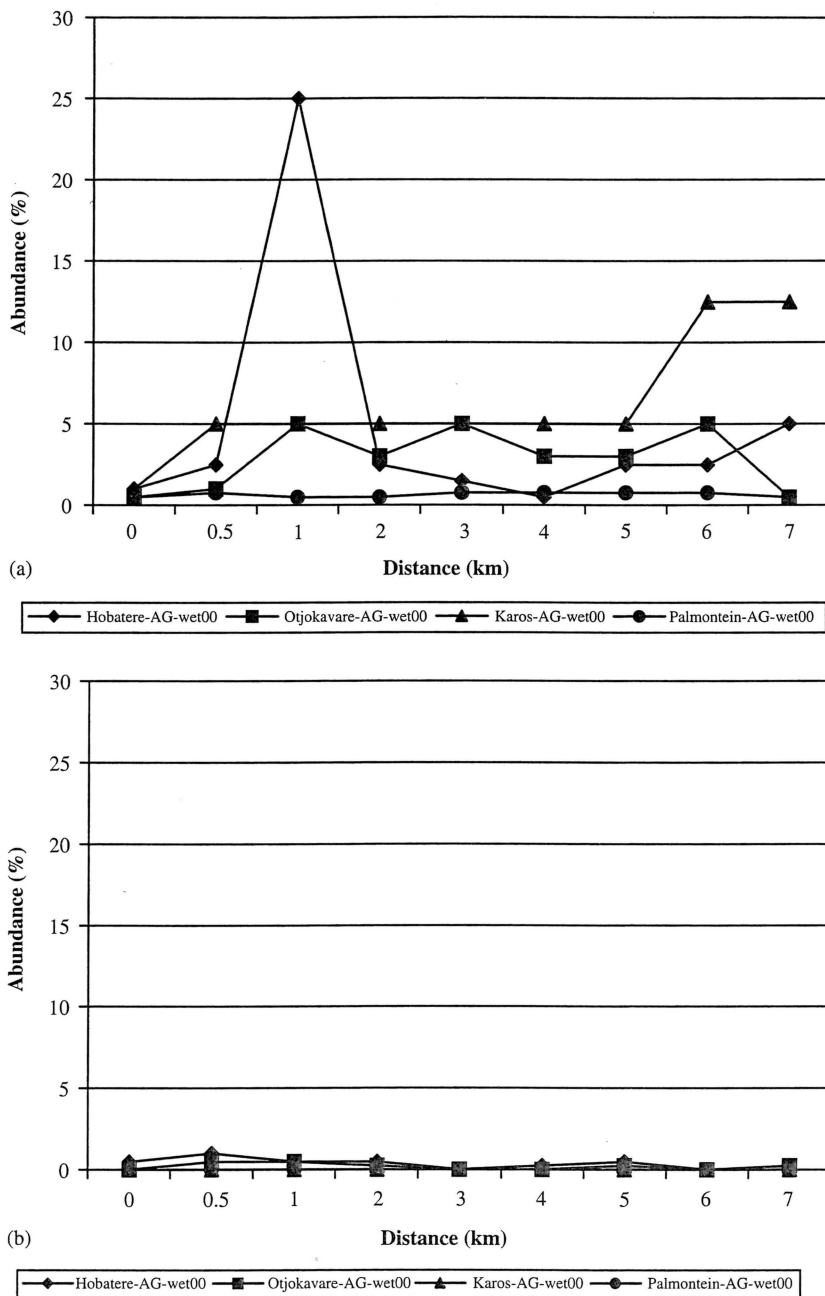 30
25
20
15
10
5
0
Abundance (%)
0 0.5 1 2 3 4 5 6 7
(a)
Distance (km)
Hobatere-AG-wet00 Otjokavare-AG-wet00 Karos-AG-wet00 Palmontein-AG-wet00
30
25
20
15
10
5
0
Abundance (%)
0 0.5 1 2 3 4 5 6 7
(b)
Distance (km)
Hobatere-AG-wet00 Otjokavare-AG-wet00 Karos-AG-wet00 Palmontein-AG-wet00